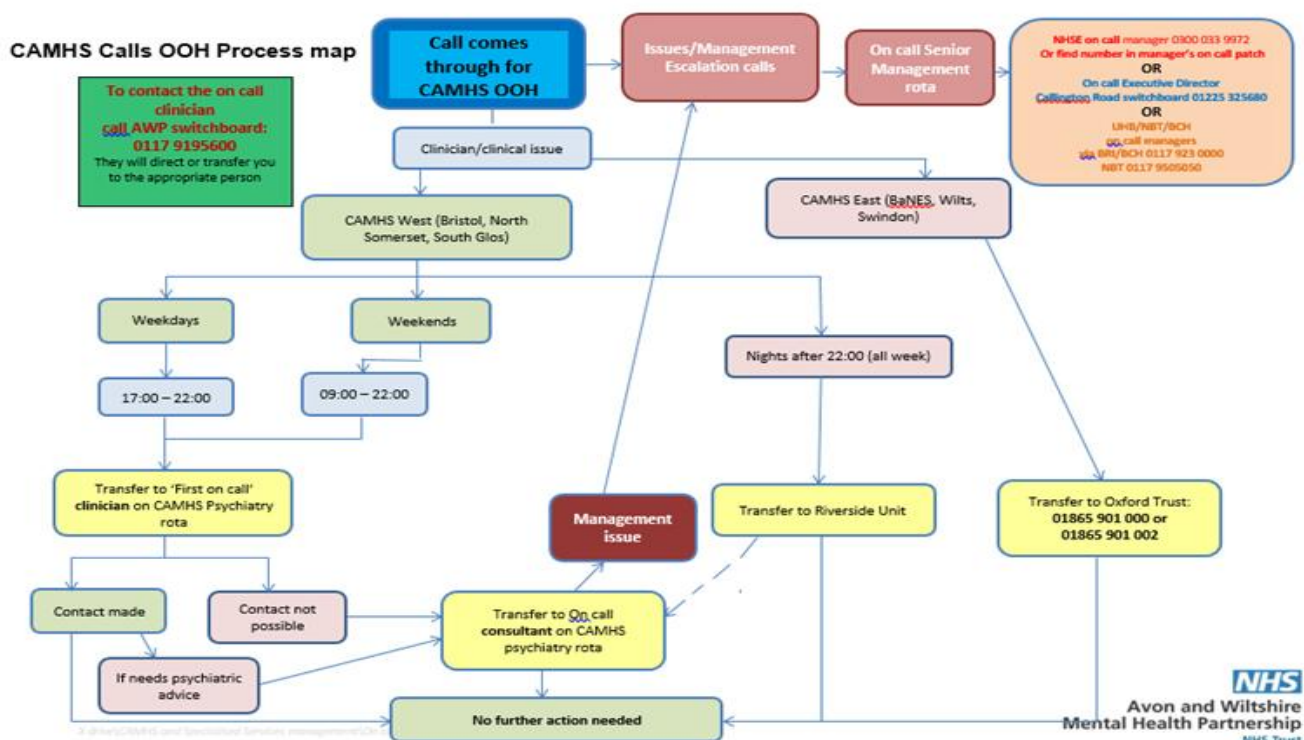 CAMHS Calls OOH Process map
To contact the on call
clinician
call AWP switchboard:
0117 9195600
They will direct or transfer you
to the appropriate person
Call comes
through for
CAMHS OOH
Issues/Management
Escalation calls
On call Senior
Management
rota
NHSE on call manager 0300 033 9972
Or find number in manager's on call patch
OR
On call Executive Director
Callington Road switchboard 01225 325680
OR
UHB/NBT/BCH
on call managers
via BRI/BCH 0117 923 0000
NBT 0117 9505050
Clinician/clinical issue
CAMHS West (Bristol, North
Somerset, South Glos)
CAMHS East (BaNES, Wilts,
Swindon)
Weekdays
Weekends
Nights after 22:00 (all week)
17:00 – 22:00
09:00 – 22:00
Transfer to 'First on call'
clinician on CAMHS Psychiatry
rota
Management
issue
Transfer to Riverside Unit
Transfer to Oxford Trust:
01865 901 000 or
01865 901 002
Contact made
Contact not
possible
Transfer to On call
consultant on CAMHS
psychiatry rota
If needs psychiatric
advice
No further action needed
NHS
Avon and Wiltshire
Mental Health Partnership
NHS Trust